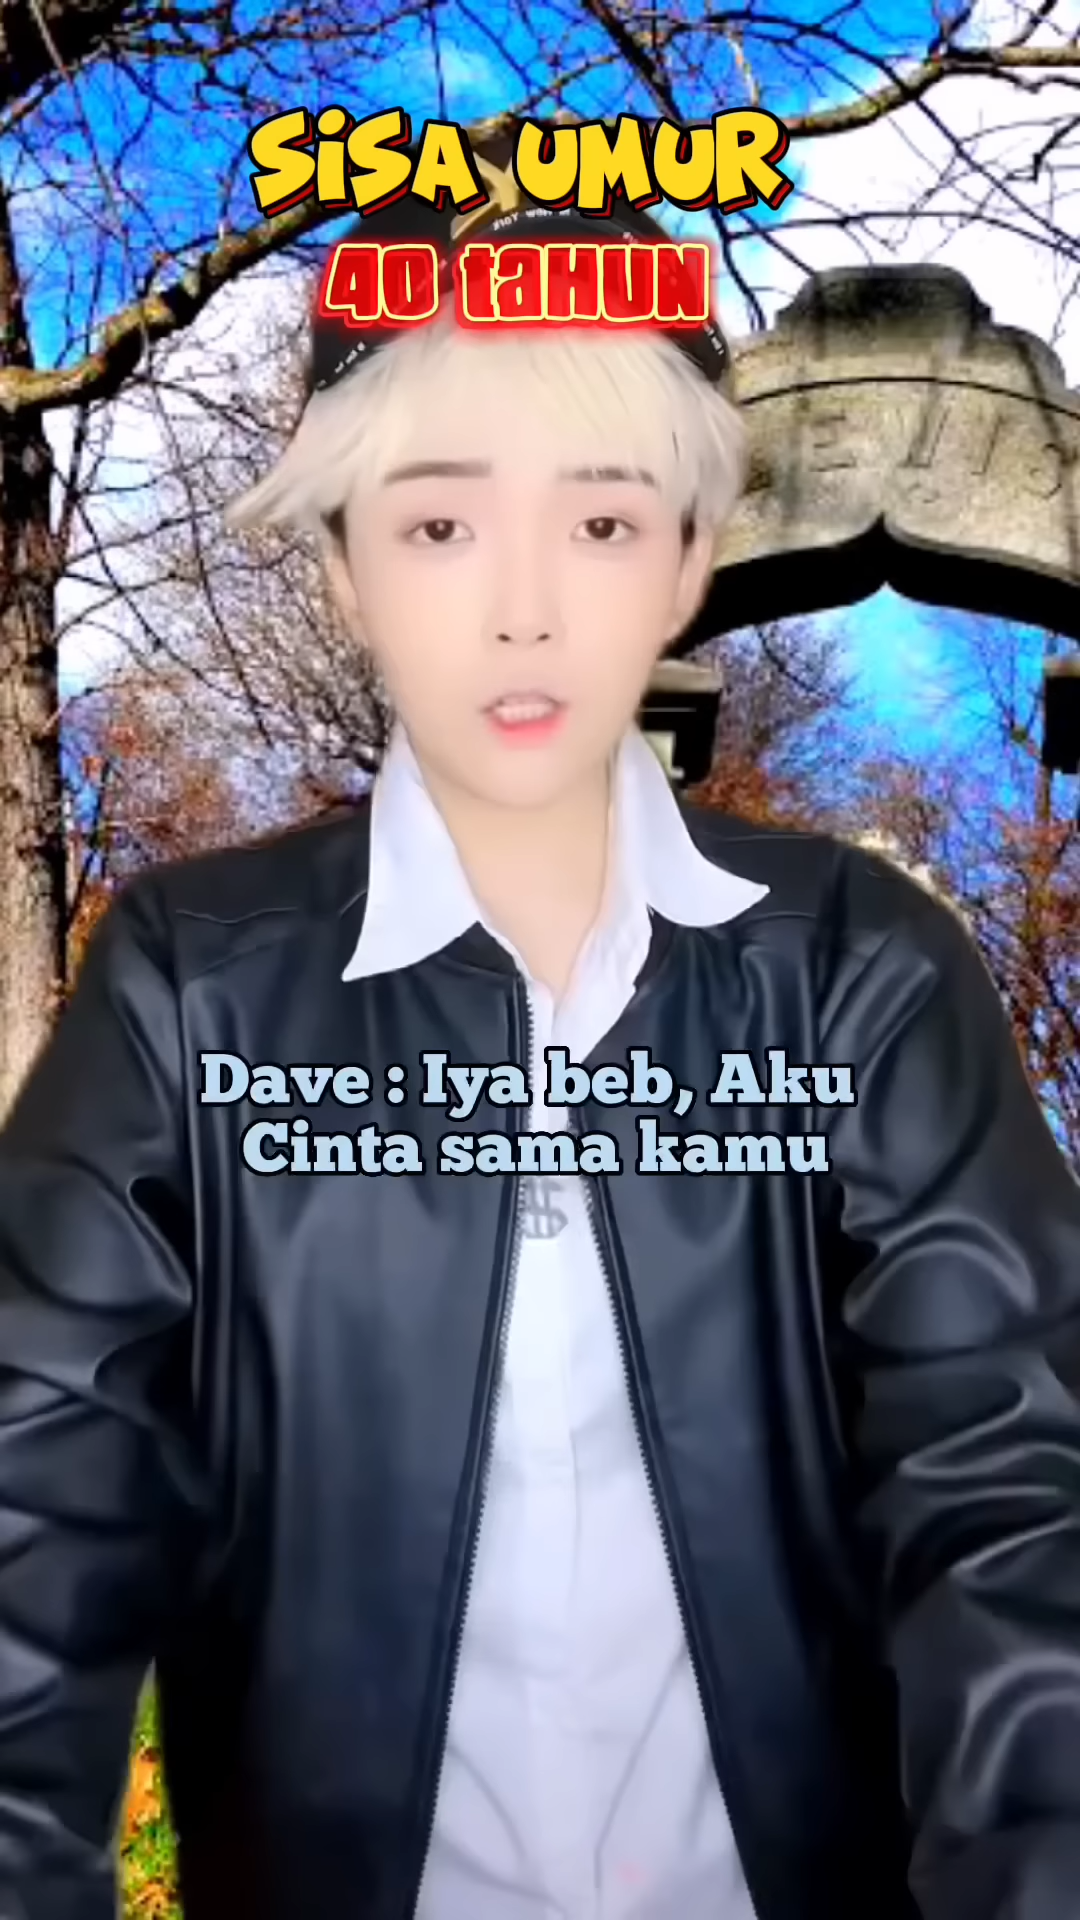 SiSA UMUR
40 taHUN
Dave : Iya beb, Aku
Cinta sama kamu
$